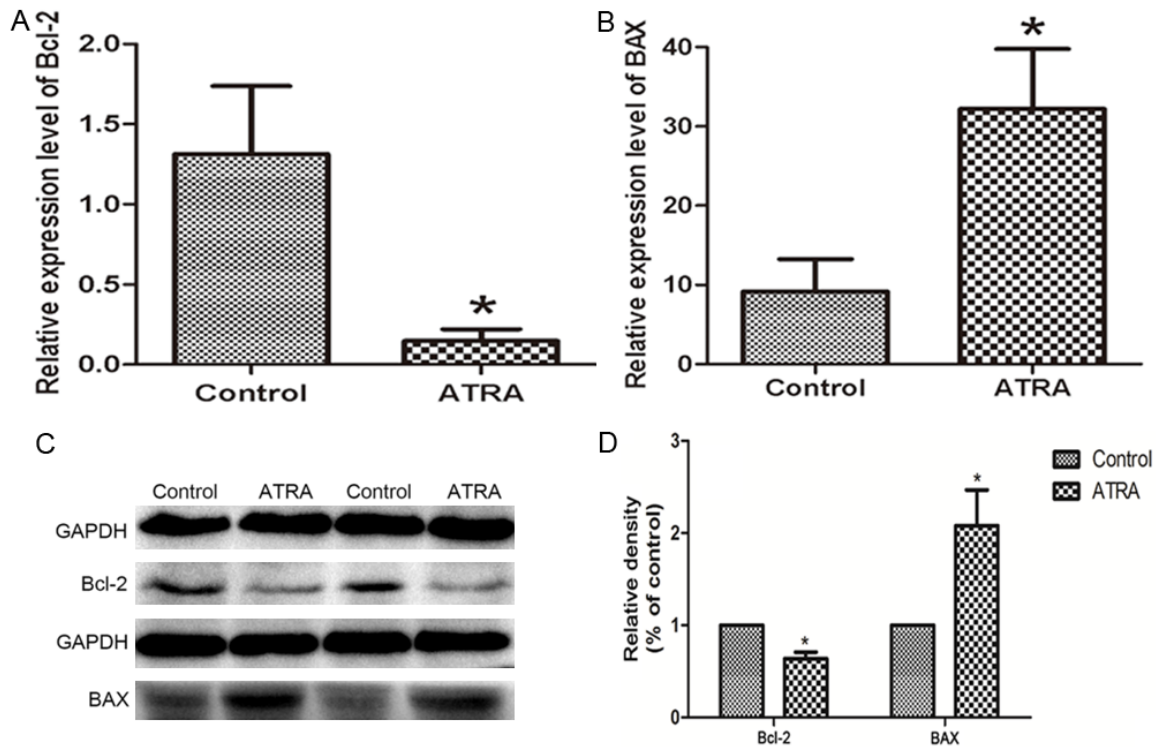 A
Relative expression level of Bcl-2
2.0
1.5
1.0
0.5
0.0
*
Control ATRA
B
Relative expression level of BAX
40
30
20
10
0
*
Control ATRA
C
Control ATRA Control ATRA
GAPDH
Bcl-2
GAPDH
BAX
D
Relative density
(% of control)
3
2
1
0
*
*
Bcl-2 BAX
Control
ATRA